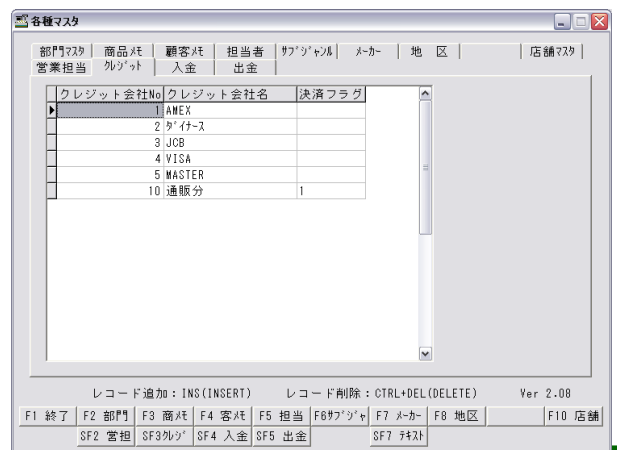 各種マスタ
部門マスタ 商品メモ 顧客メモ 担当者 サブジャンル メーカー 地 区 店舗マスタ
営業担当 クレジット 入金 出金
クレジット会社No クレジット会社名 決済フラグ
1 AMEX
2 ダイナース
3 JCB
4 VISA
5 MASTER
10 通販分 1
レコード追加：INS(INSERT) レコード削除：CTRL+DEL(DELETE) Ver 2.08
F1 終了 F2 部門 F3 商メモ F4 客メモ F5 担当 F6サブジャ F7 メーカー F8 地区 F10 店舗
SF2 営担 SF3クレジ SF4 入金 SF5 出金 SF7 テキスト